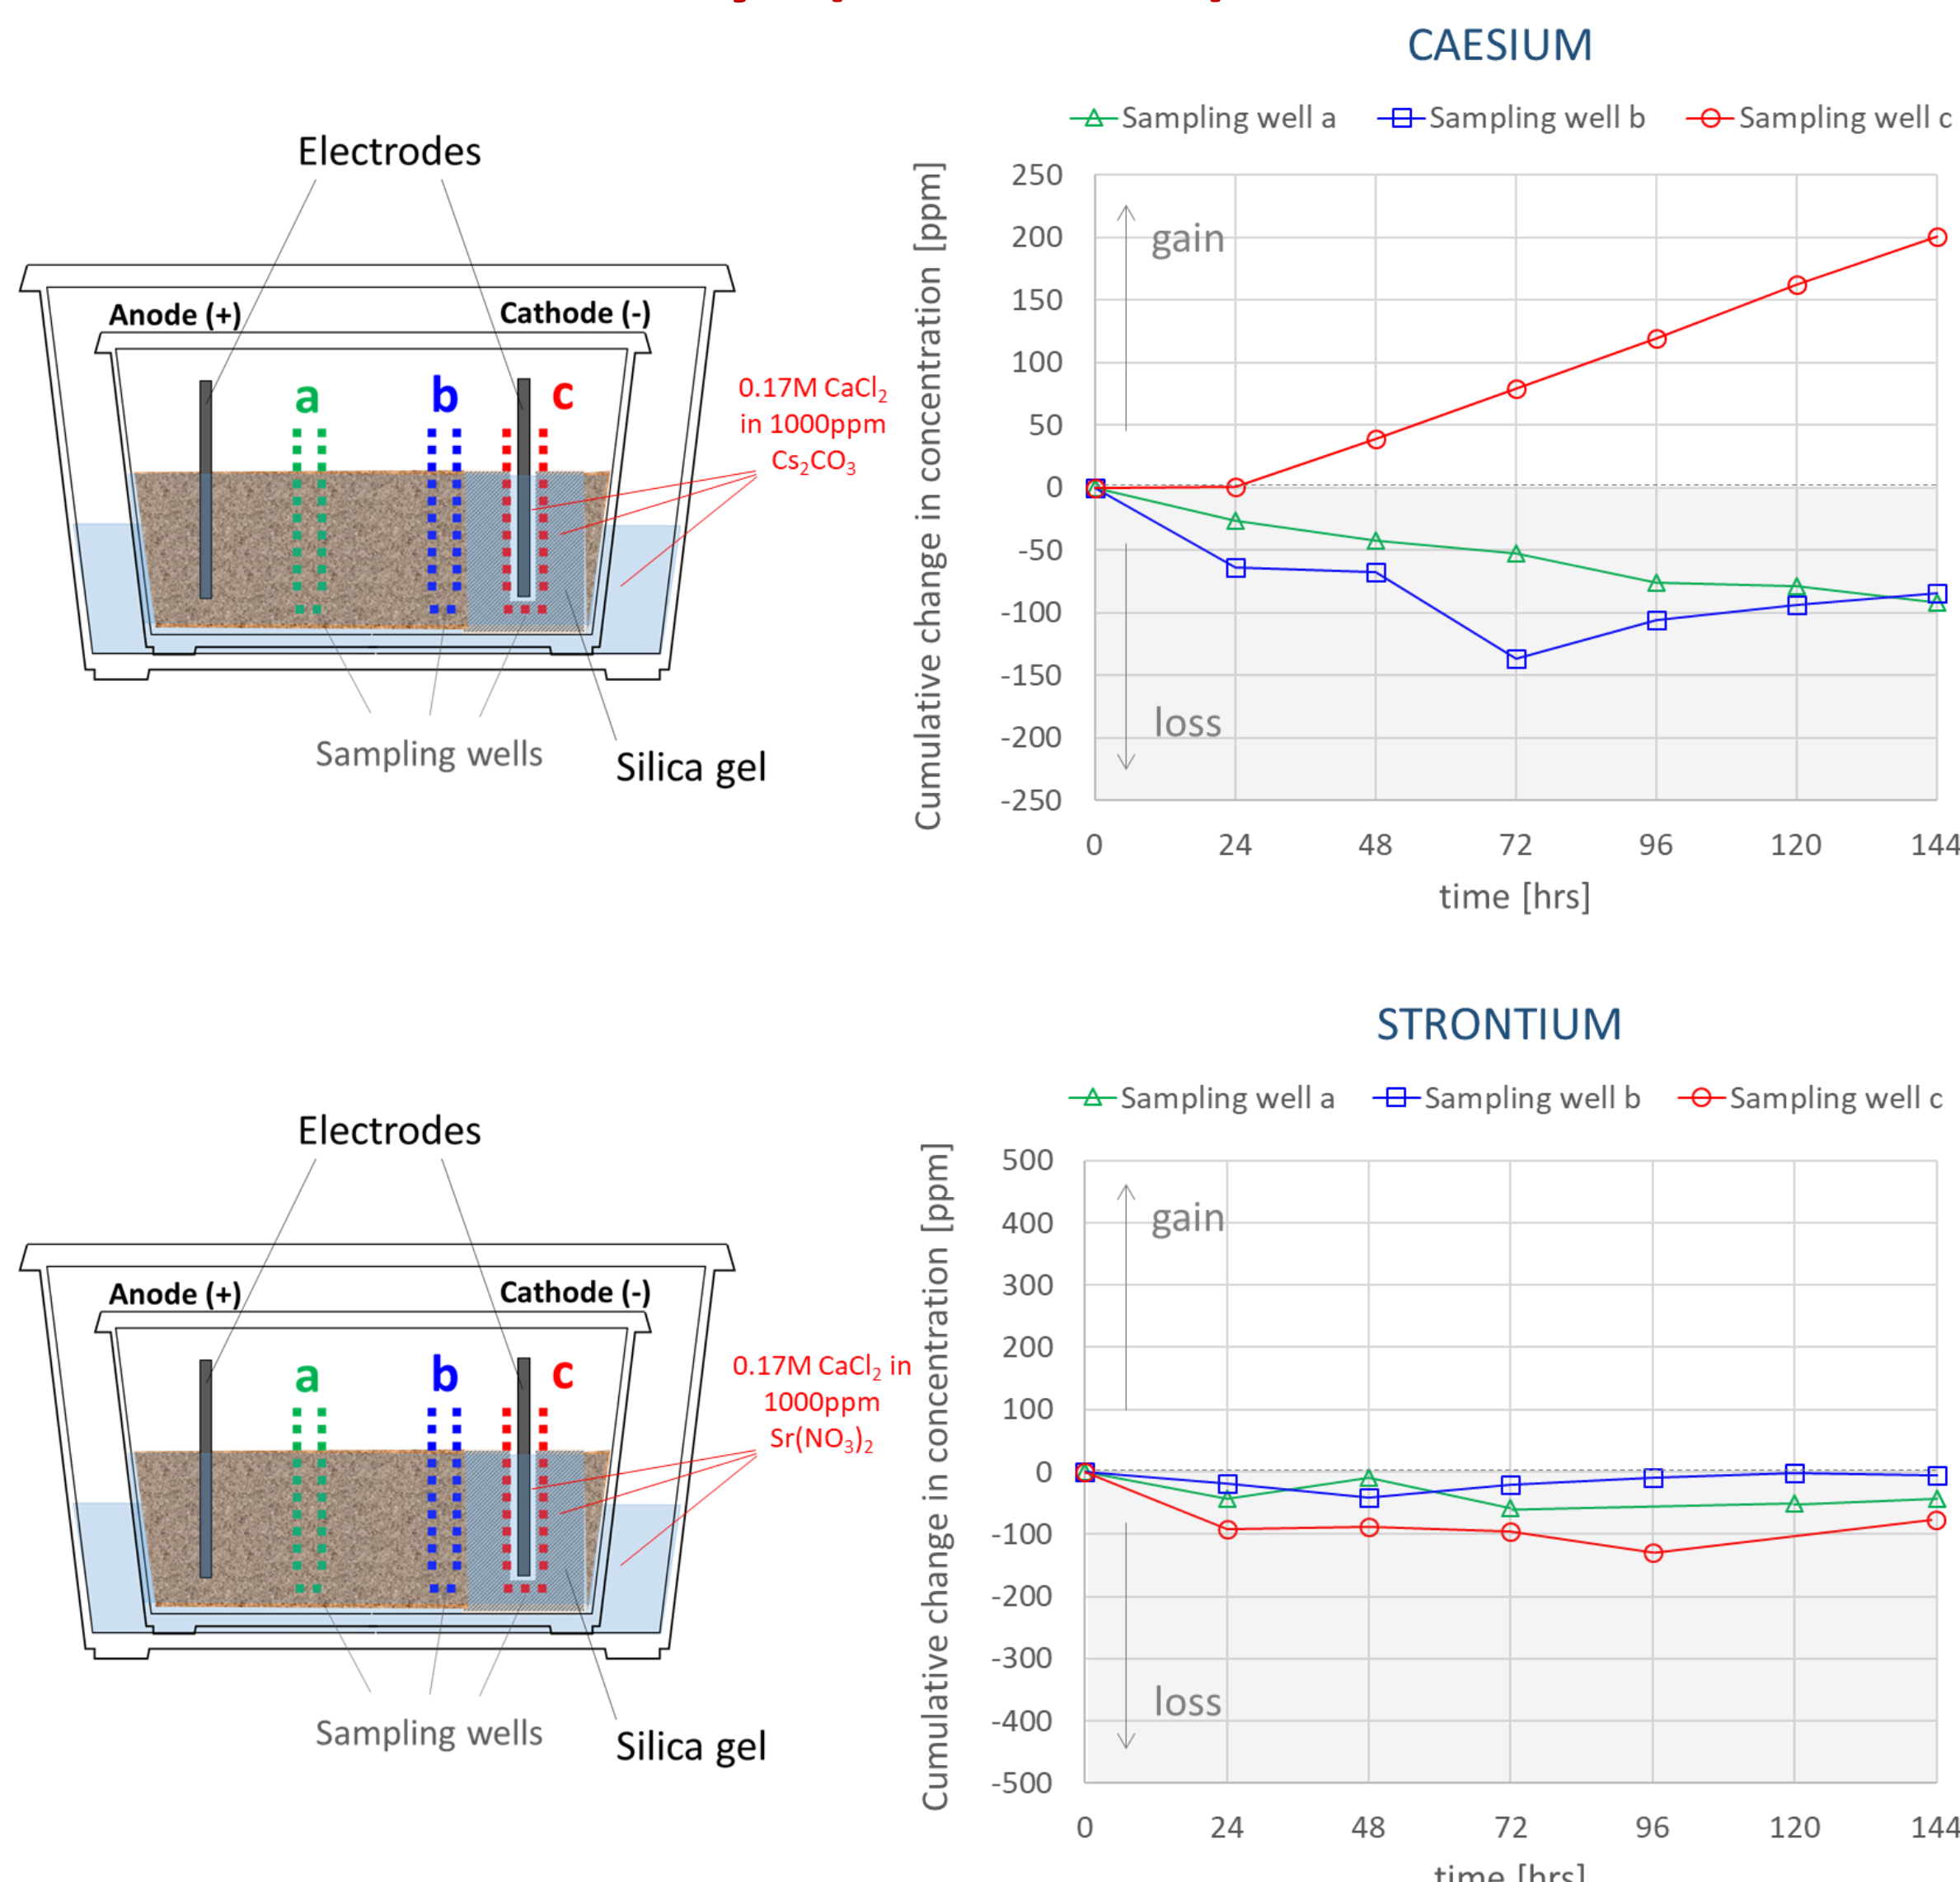 CAESIUM
Sampling well a
Sampling well b
Sampling well c
Electrodes
Anode (+)
Cathode (-)
a
b
c
0.17M CaCl₂
in 1000ppm
Cs₂CO₃
Sampling wells
Silica gel
Cumulative change in concentration [ppm]
250
200
150
100
50
0
-50
-100
-150
-200
-250
gain
loss
0
24
48
72
96
120
144
time [hrs]
STRONTIUM
Sampling well a
Sampling well b
Sampling well c
Electrodes
Anode (+)
Cathode (-)
a
b
c
0.17M CaCl₂ in
1000ppm
Sr(NO₃)₂
Sampling wells
Silica gel
Cumulative change in concentration [ppm]
500
400
300
200
100
0
-100
-200
-300
-400
-500
gain
loss
0
24
48
72
96
120
144
time [hrs]